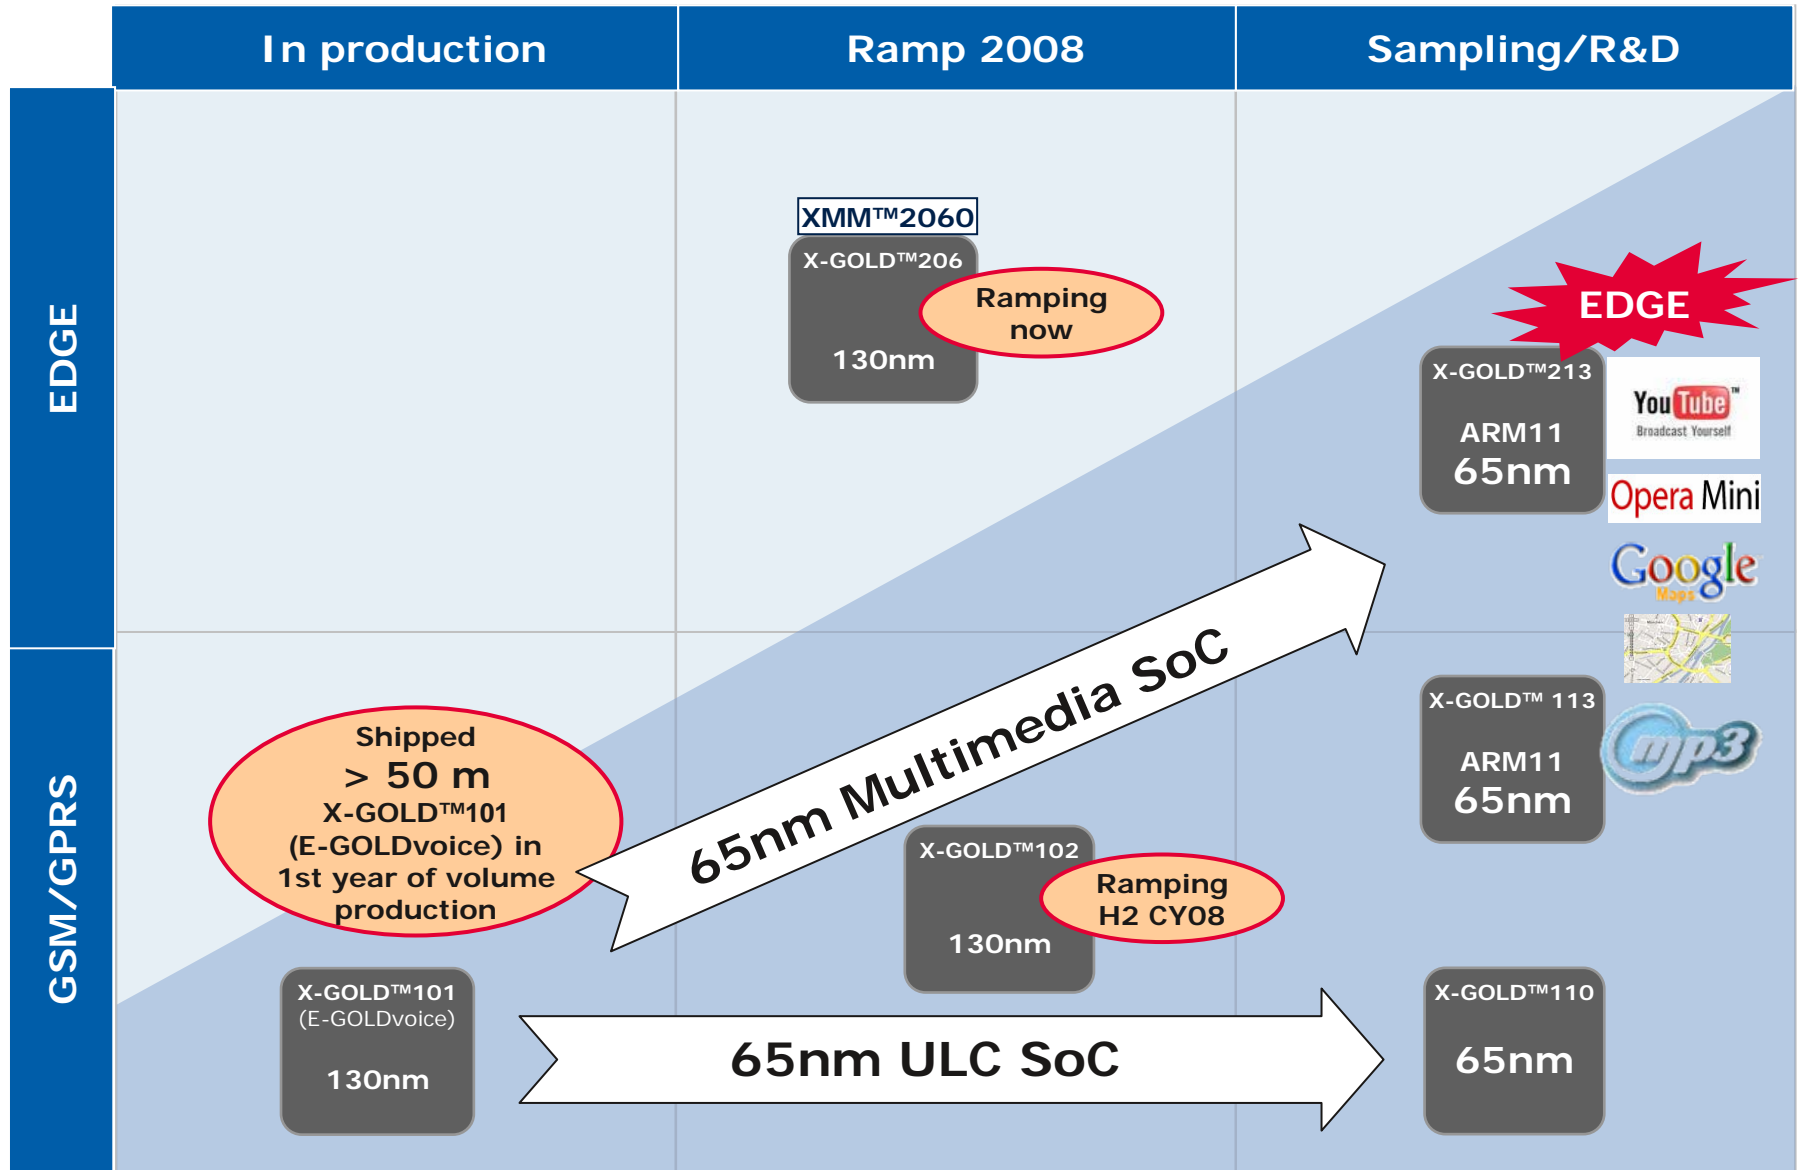 In production
Ramp 2008
Sampling/R&D
EDGE
XMM™2060
X-GOLD™206
130nm
Ramping
now
EDGE
X-GOLD™213
ARM11
65nm
You Tube™
Broadcast Yourself
Opera Mini
Google
Maps
GSM/GPRS
Shipped
> 50 m
X-GOLD™101
(E-GOLDvoice) in
1st year of volume
production
65nm Multimedia SoC
X-GOLD™ 113
ARM11
65nm
mp3
X-GOLD™102
130nm
Ramping
H2 CY08
X-GOLD™101
(E-GOLDvoice)
130nm
65nm ULC SoC
X-GOLD™110
65nm